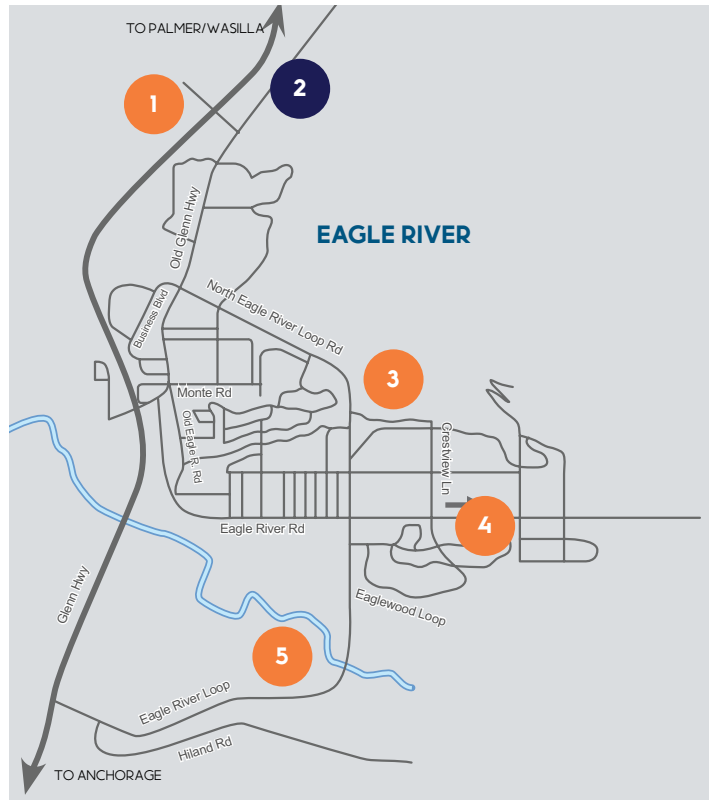 TO PALMER/WASILLA
2
1
EAGLE RIVER
Old Glenn Hwy
North Eagle River Loop Rd
Business Blvd
3
Monte Rd
Old Eagle R. Rd
Crestview Ln
4
Eagle River Rd
Glenn Hwy
Eaglewood Loop
5
Eagle River Loop
Hiland Rd
TO ANCHORAGE